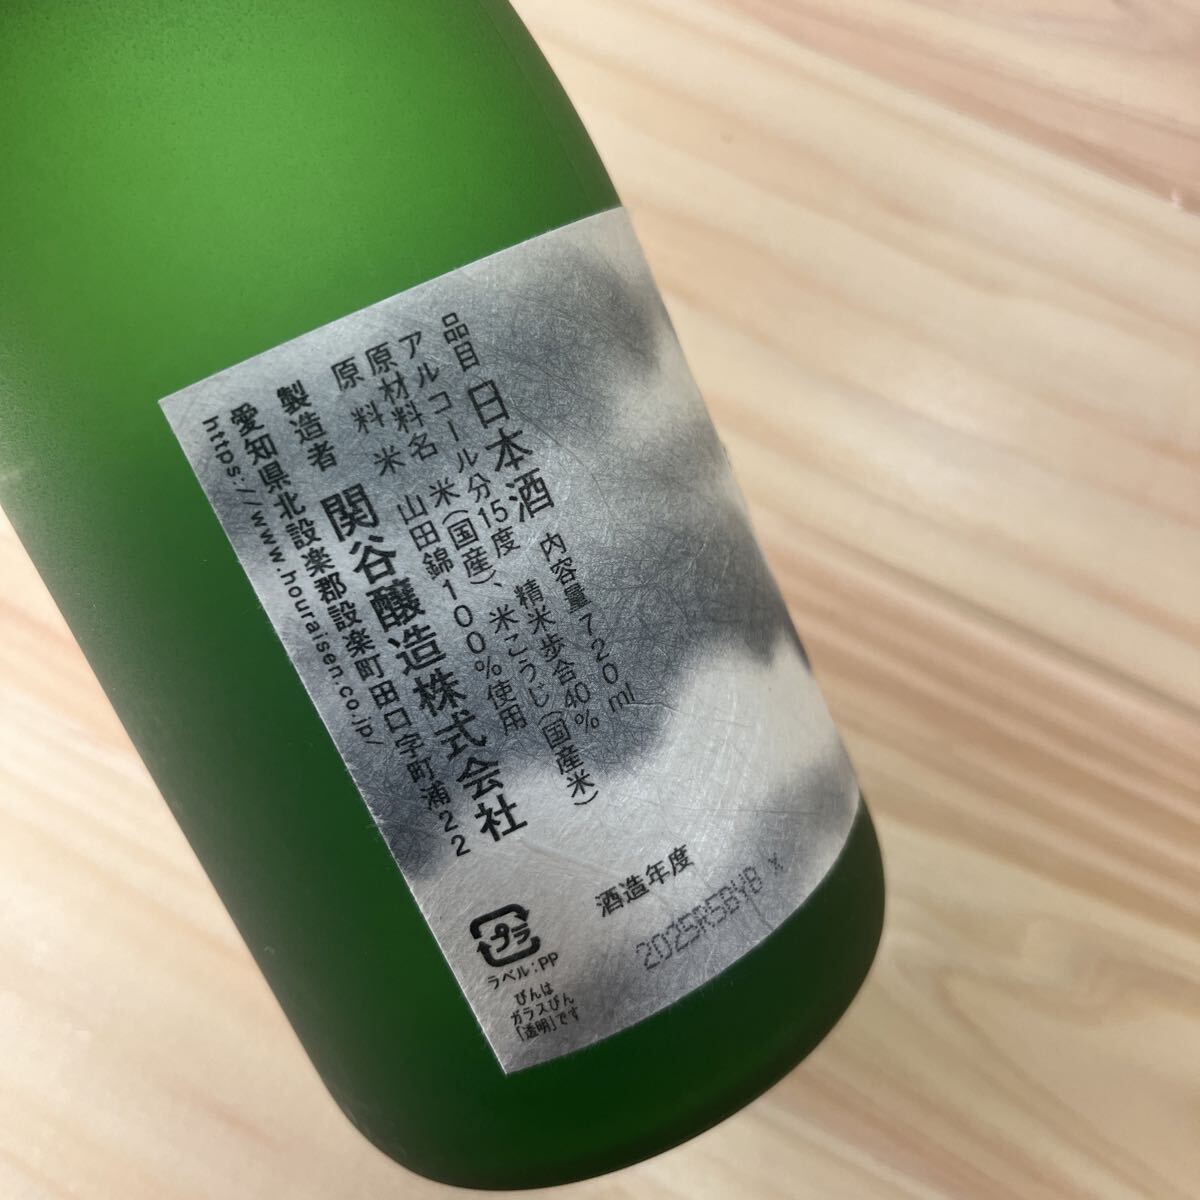 品目 日本酒 内容量720ml
アルコール分15度 精米歩合40%
原材料名 米(国産)、米こうじ(国産米)
原料米 山田錦100%使用
製造者 関谷醸造株式会社
愛知県北設楽郡設楽町田口字町浦22
https://www.houraisen.co.jp/
酒造年度
2025R5BY8 X
プラ
ラベル:PP
びんは
ガラスびん
「透明」です